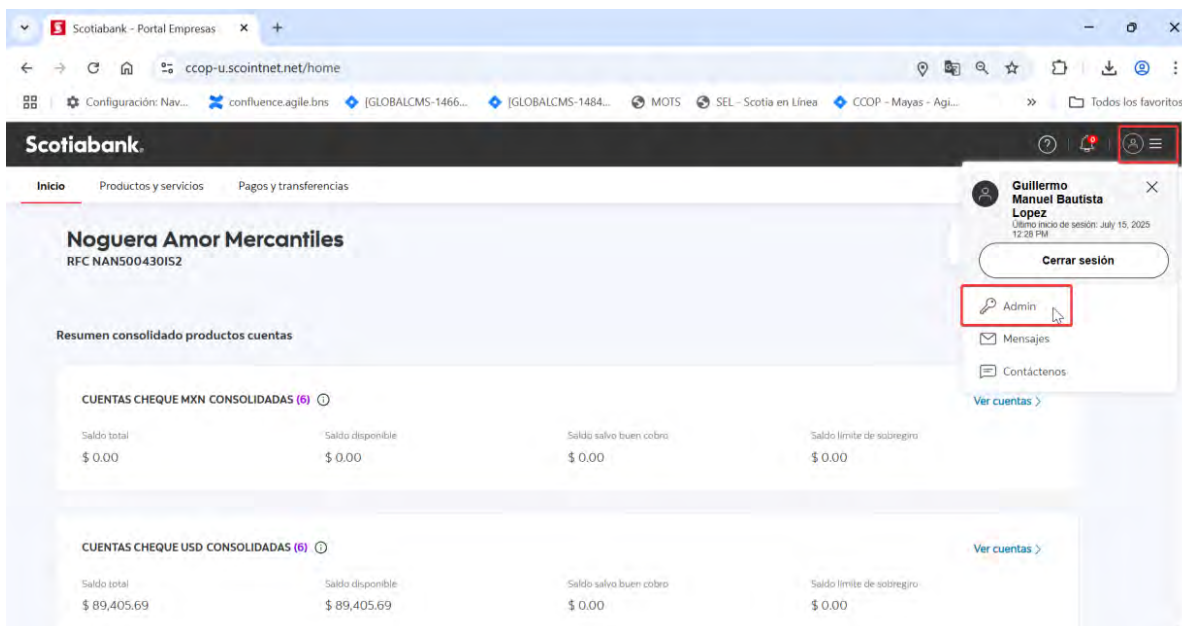 Scotiabank - Portal Empresas
ccop-u.scointnet.net/home
Configuración: Nav... confluence.agile.bns [GLOBALCMS-1466... [GLOBALCMS-1484... MOTS SEL - Scotia en Línea CCOP - Mayas - Agi... » Todos los favoritos
Scotiabank.
Inicio Productos y servicios Pagos y transferencias
Guillermo
Manuel Bautista
Lopez
Último inicio de sesión: July 15, 2025
12:28 PM
Cerrar sesión
Admin
Mensajes
Contáctenos
Noguera Amor Mercantiles
RFC NAN500430IS2
Resumen consolidado productos cuentas
CUENTAS CHEQUE MXN CONSOLIDADAS (6)
Ver cuentas >
Saldo total Saldo disponible Saldo salvo buen cobro Saldo límite de sobregiro
$ 0.00 $ 0.00 $ 0.00 $ 0.00
CUENTAS CHEQUE USD CONSOLIDADAS (6)
Ver cuentas >
Saldo total Saldo disponible Saldo salvo buen cobro Saldo límite de sobregiro
$ 89,405.69 $ 89,405.69 $ 0.00 $ 0.00